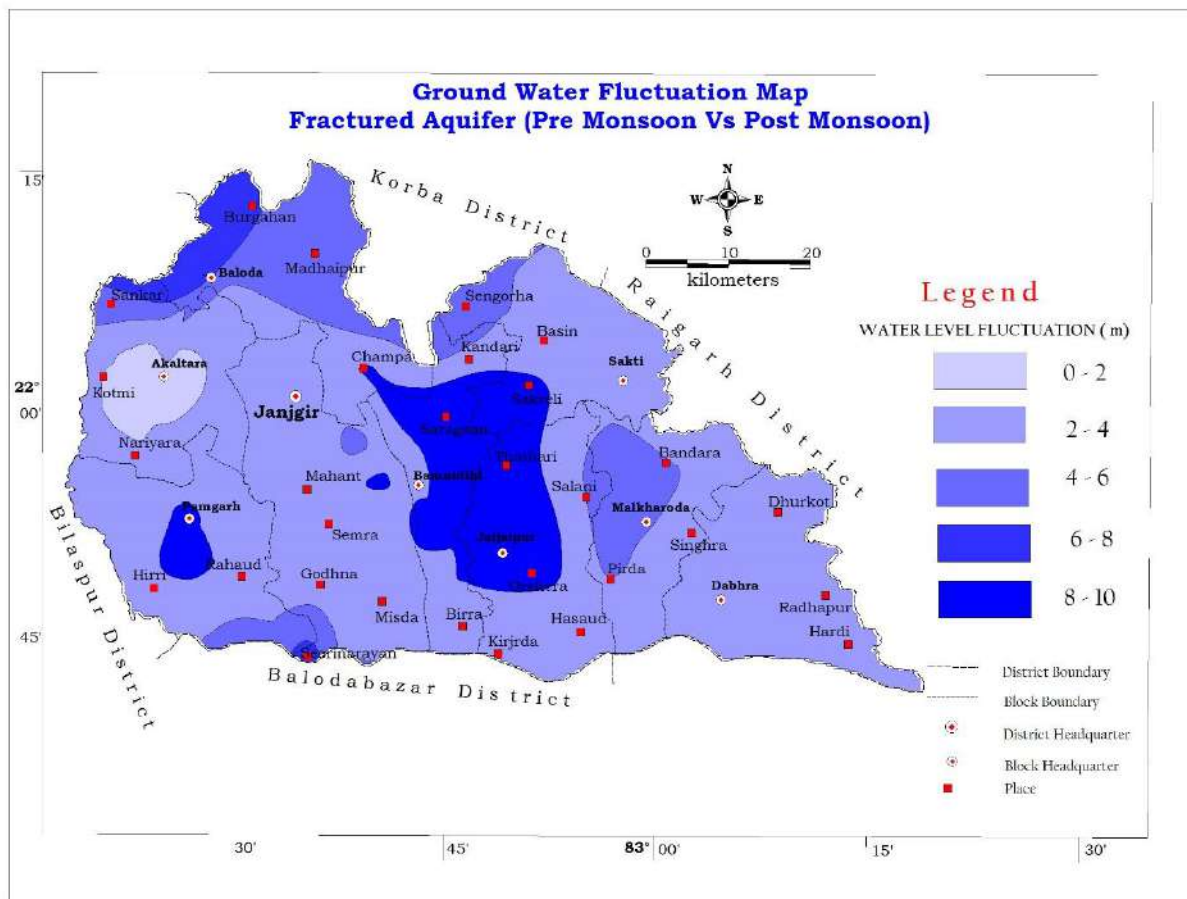 Ground Water Fluctuation Map
Fractured Aquifer (Pre Monsoon Vs Post Monsoon)
15'
Korba District
N
W E
S
0 10 20
kilometers
Burgahan
Madhaipur
Baloda
Sankar
Sengorha
Raigarh District
Legend
WATER LEVEL FLUCTUATION ( m )
0 - 2
2 - 4
4 - 6
6 - 8
8 - 10
Basin
Kandari
Champa
Akaltara
Sakti
22°
00'
Kotmi
Janjgir
Sakreli
Nariyara
Bandara
Mahant
Bamanidhi
Salani
Dhurkot
Pamgarh
Malkharoda
Semra
Singhra
Jaijaipur
Hirri
Rahaud
Godhna
Pirda
Dabhra
Radhapur
Misda
Birra
Hasaud
Hardi
45'
Seorinarayan
Kirjrda
Bilaspur District
Balodabazar District
District Boundary
Block Boundary
District Headquarter
Block Headquarter
Place
30'
45'
83° 00'
15'
30'